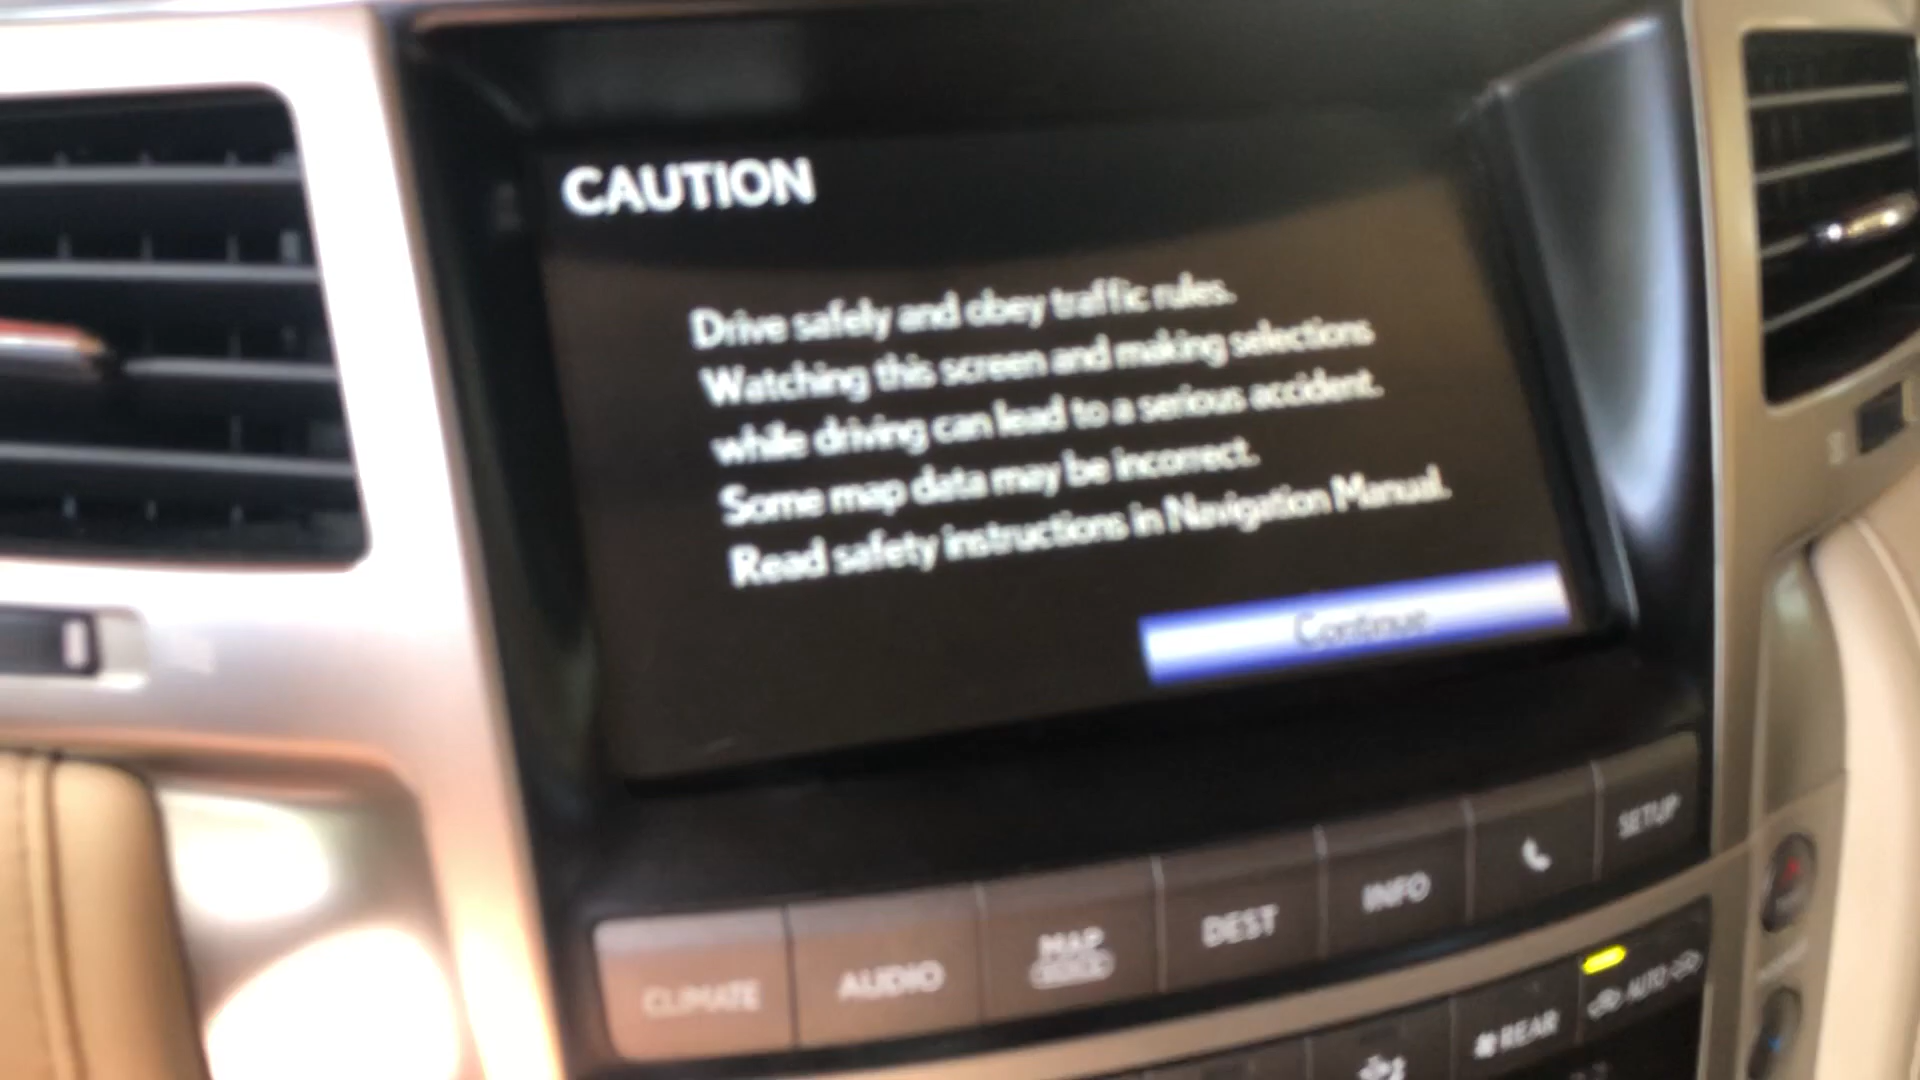 CAUTION
Drive safely and obey traffic rules.
Watching this screen and making selections
while driving can lead to a serious accident.
Some map data may be incorrect.
Read safety instructions in Navigation Manual.
Continue
CLIMATE
AUDIO
MAP
DEST
INFO
SETUP
AUTO
REAR